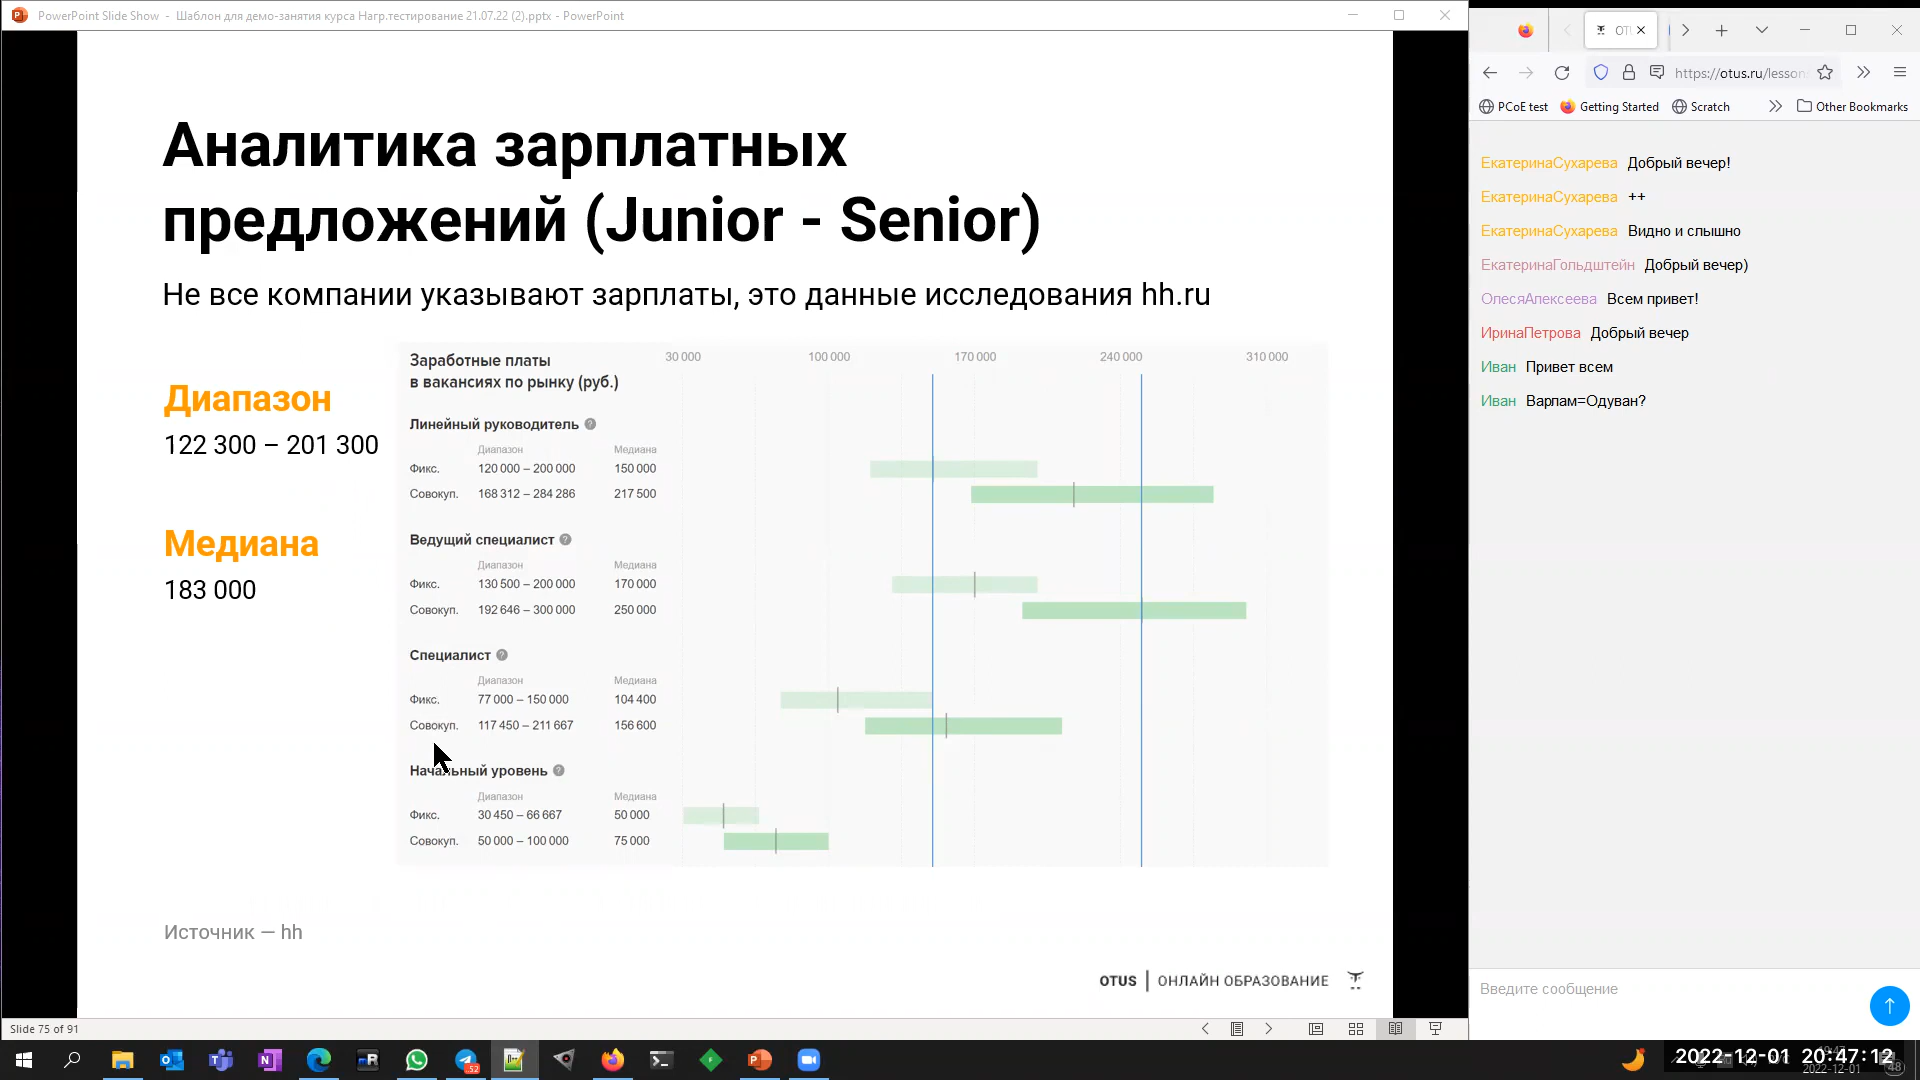 PowerPoint Slide Show - Шаблон для демо-занятия курса Нагр.тестирование 21.07.22 (2).pptx - PowerPoint
Аналитика зарплатных
предложений (Junior - Senior)
Не все компании указывают зарплаты, это данные исследования hh.ru
Диапазон
122 300 – 201 300
Медиана
183 000
Заработные платы
в вакансиях по рынку (руб.)
30 000 100 000 170 000 240 000 310 000
Линейный руководитель ?
Диапазон Медиана
Фикс. 120 000 – 200 000 150 000
Совокуп. 168 312 – 284 286 217 500
Ведущий специалист ?
Диапазон Медиана
Фикс. 130 500 – 200 000 170 000
Совокуп. 192 646 – 300 000 250 000
Специалист ?
Диапазон Медиана
Фикс. 77 000 – 150 000 104 400
Совокуп. 117 450 – 211 667 156 600
Начальный уровень ?
Диапазон Медиана
Фикс. 30 450 – 66 667 50 000
Совокуп. 50 000 – 100 000 75 000
Источник — hh
OTUS | ОНЛАЙН ОБРАЗОВАНИЕ
Slide 75 of 91
https://otus.ru/lesson
PCoE test Getting Started Scratch Other Bookmarks
ЕкатеринаСухарева Добрый вечер!
ЕкатеринаСухарева ++
ЕкатеринаСухарева Видно и слышно
ЕкатеринаГольдштейн Добрый вечер)
ОлесяАлексеева Всем привет!
ИринаПетрова Добрый вечер
Иван Привет всем
Иван Варлам=Одуван?
Введите сообщение
2022-12-01 20:47:12
2022-12-01